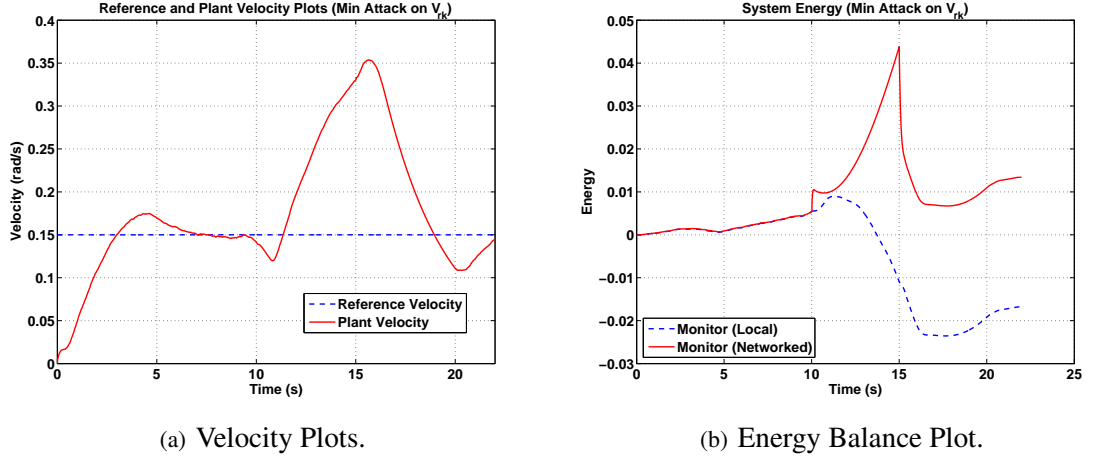 Reference and Plant Velocity Plots (Min Attack on V_rk)
0.4
0.35
0.3
0.25
0.2
0.15
0.1
0.05
0
Velocity (rad/s)
Reference Velocity
Plant Velocity
0 5 10 15 20
Time (s)
(a) Velocity Plots.
System Energy (Min Attack on V_rk)
0.05
0.04
0.03
0.02
0.01
0
−0.01
−0.02
−0.03
Energy
Monitor (Local)
Monitor (Networked)
0 5 10 15 20 25
Time (s)
(b) Energy Balance Plot.